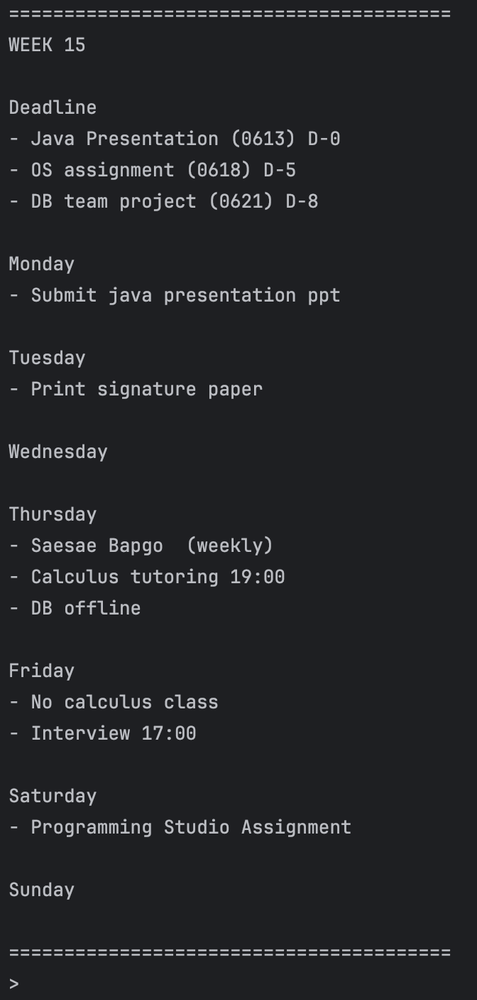 ========================================
WEEK 15
Deadline
- Java Presentation (0613) D-0
- OS assignment (0618) D-5
- DB team project (0621) D-8
Monday
- Submit java presentation ppt
Tuesday
- Print signature paper
Wednesday
Thursday
- Saesae Bapgo  (weekly)
- Calculus tutoring 19:00
- DB offline
Friday
- No calculus class
- Interview 17:00
Saturday
- Programming Studio Assignment
Sunday
========================================
>